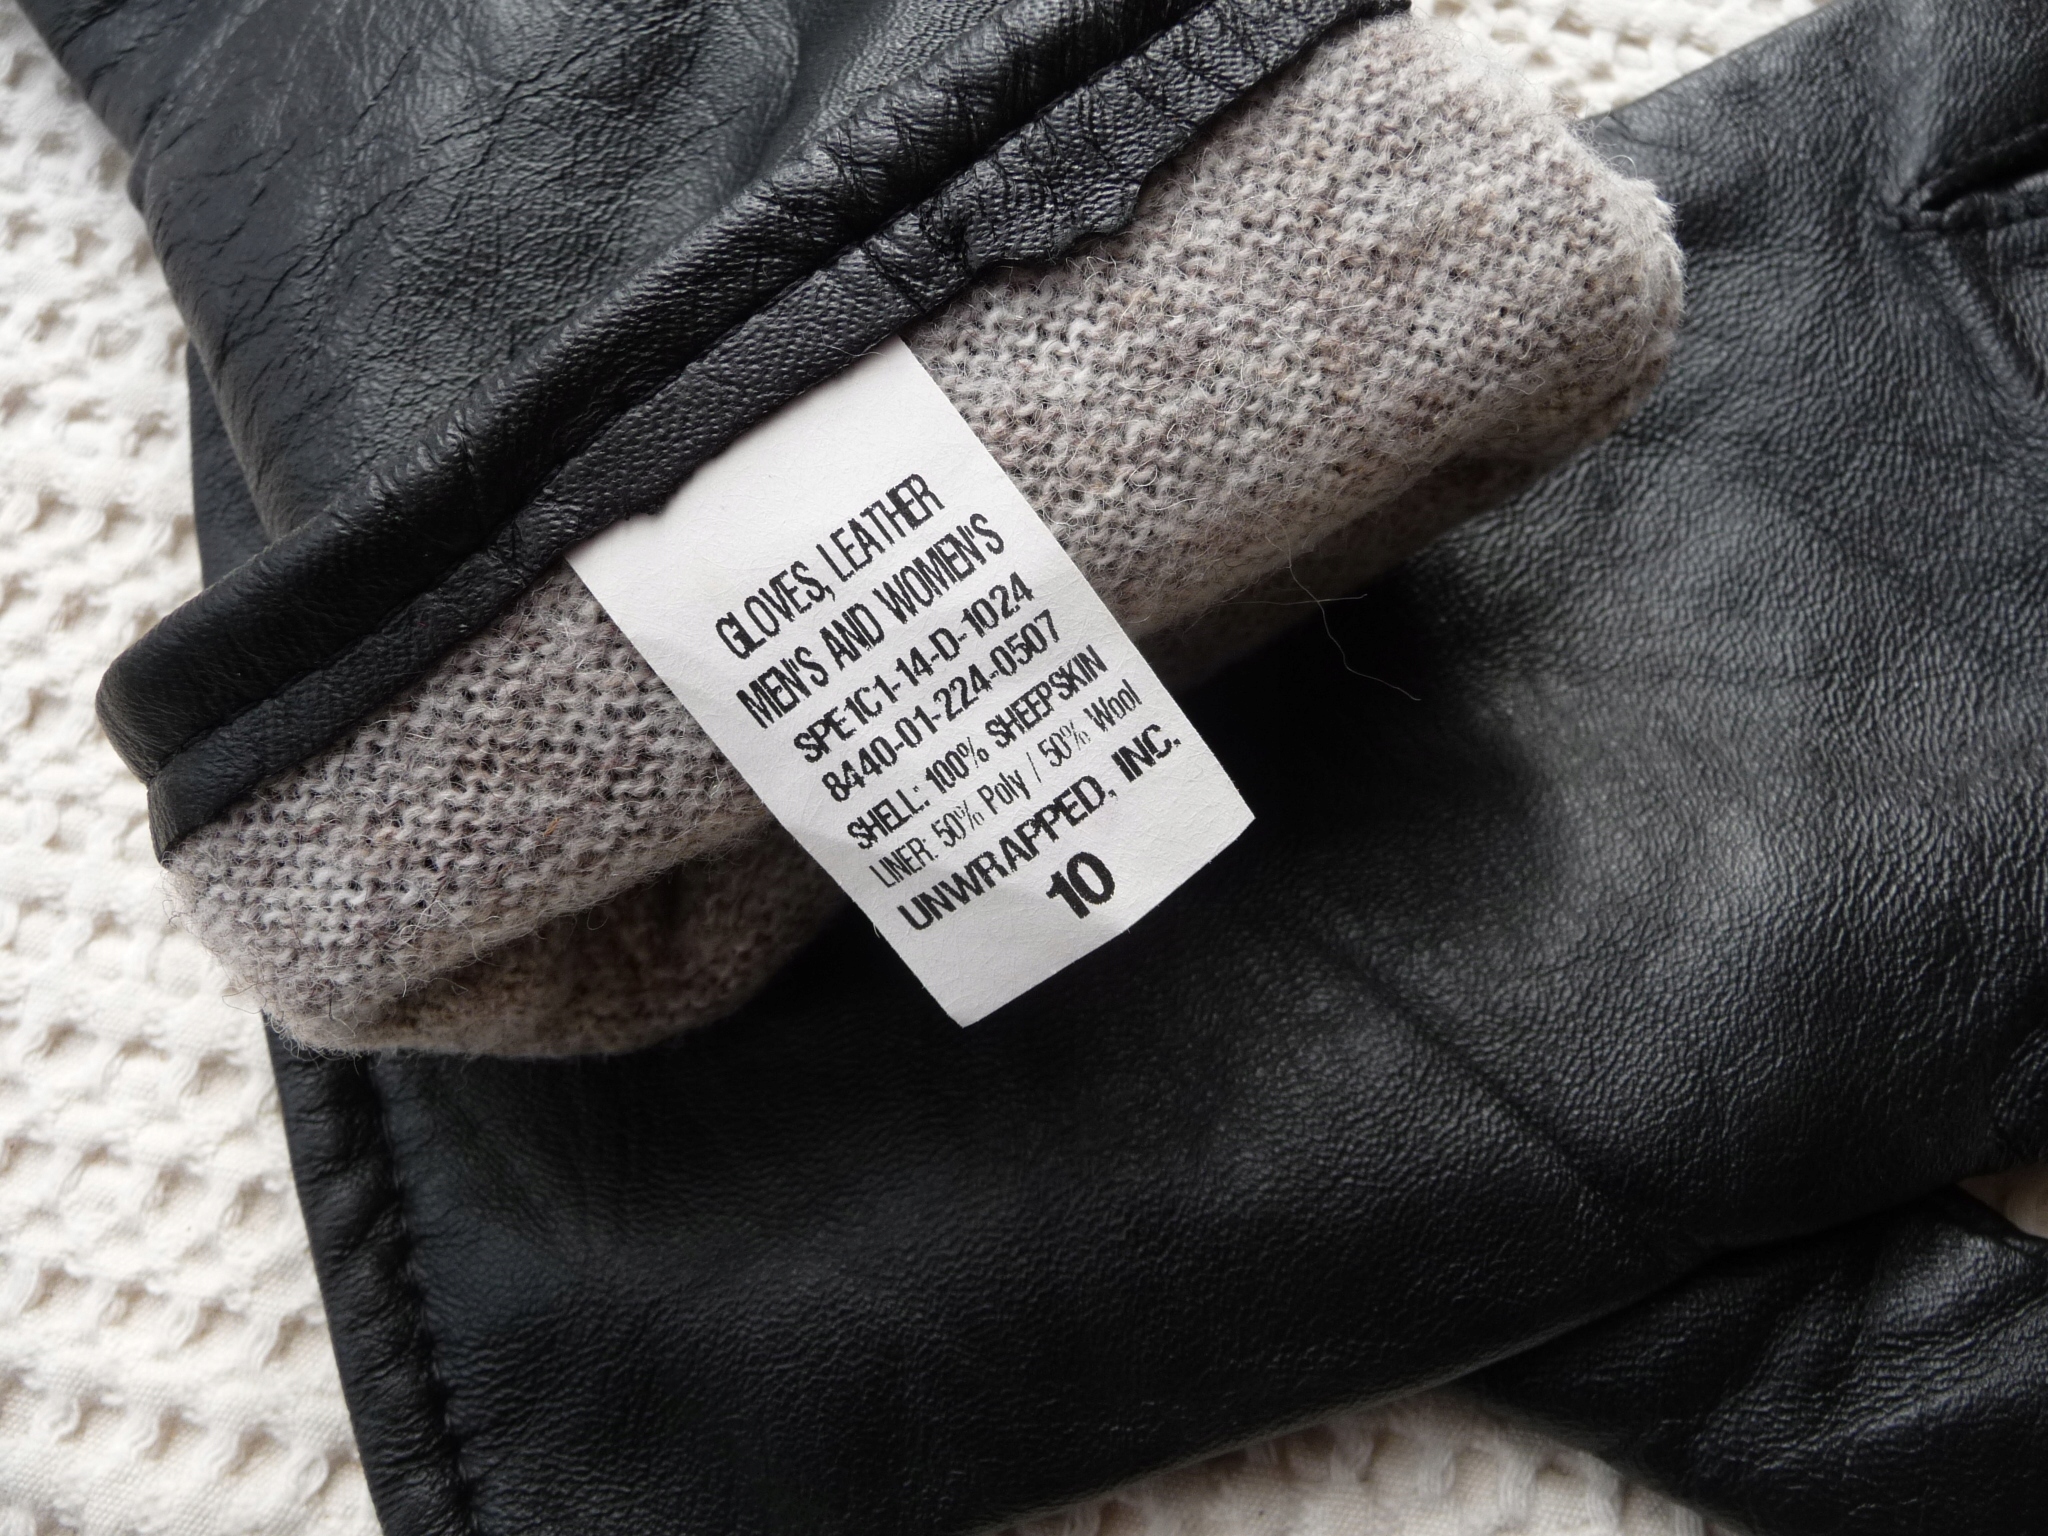 GLOVES, LEATHER
MEN'S AND WOMEN'S
SPE1C1-14-D-1024
8440-01-224-0507
SHELL: 100% SHEEPSKIN
LINER: 50% Poly / 50% Wool
UNWRAPPED, INC.
10